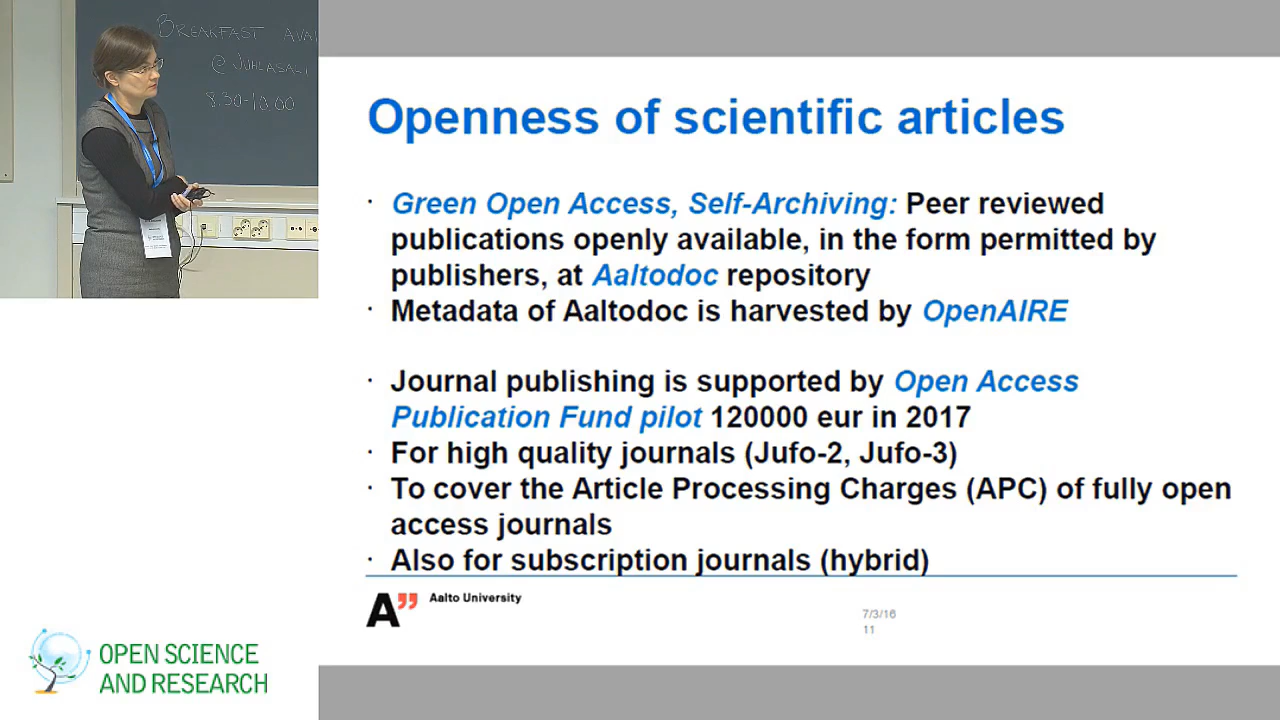 BREAKFAST AVAI
@ JUHLASALI
8.30-10.00
Openness of scientific articles
· Green Open Access, Self-Archiving: Peer reviewed
publications openly available, in the form permitted by
publishers, at Aaltodoc repository
· Metadata of Aaltodoc is harvested by OpenAIRE
· Journal publishing is supported by Open Access
Publication Fund pilot 120000 eur in 2017
· For high quality journals (Jufo-2, Jufo-3)
· To cover the Article Processing Charges (APC) of fully open
access journals
· Also for subscription journals (hybrid)
A”
Aalto University
7/3/16
11
OPEN SCIENCE
AND RESEARCH